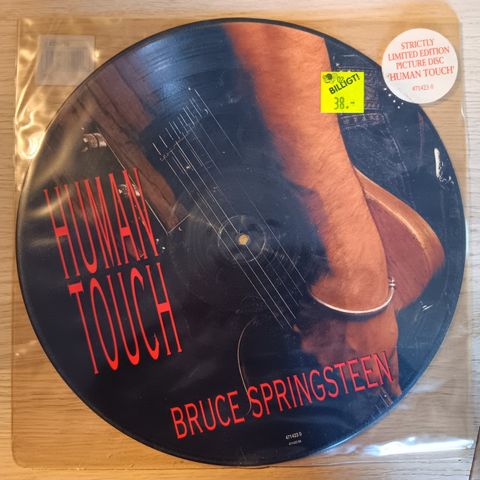 STRICTLY
LIMITED EDITION
PICTURE DISC
'HUMAN TOUCH'
471423 0
BILLIGT!
38.-
HUMAN
TOUCH
BRUCE SPRINGSTEEN
471423 0